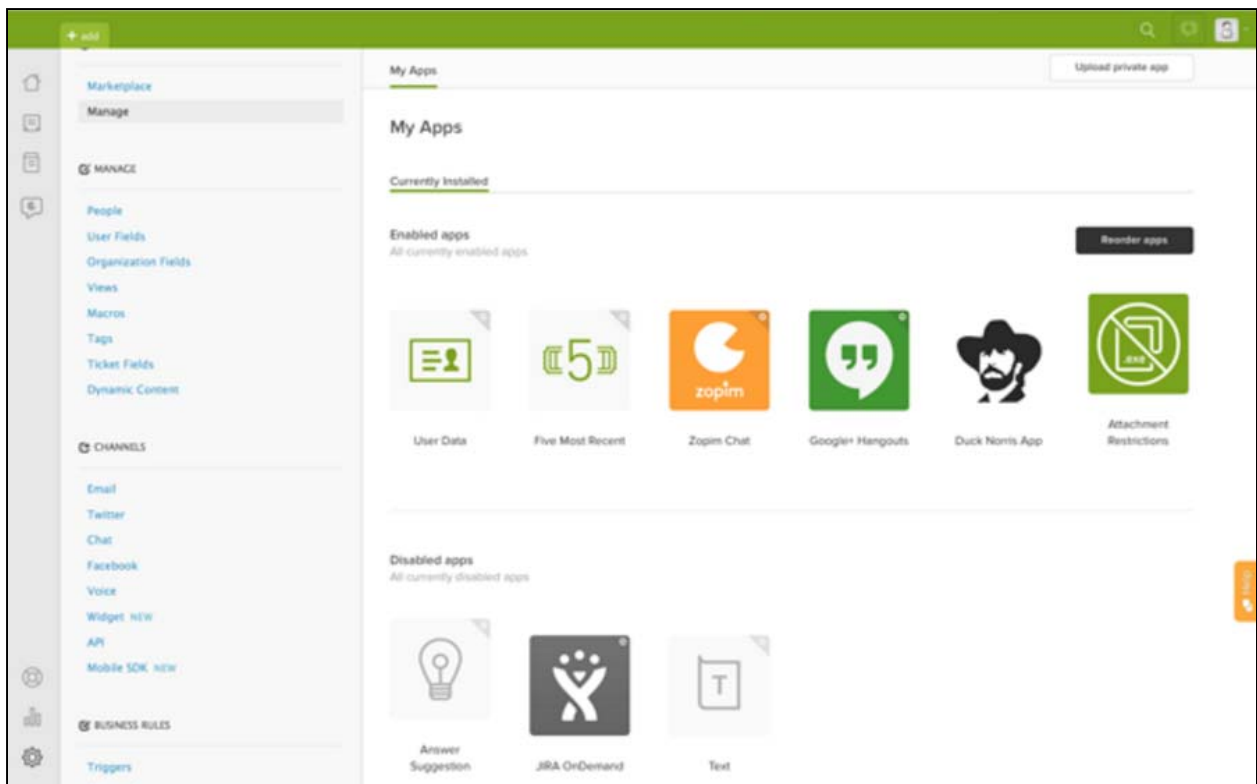 + add
Marketplace
Manage
MANAGE
People
User Fields
Organization Fields
Views
Macros
Tags
Ticket Fields
Dynamic Content
CHANNELS
Email
Twitter
Chat
Facebook
Voice
Widget NEW
API
Mobile SDK NEW
BUSINESS RULES
Triggers
My Apps
Upload private app
My Apps
Currently Installed
Enabled apps
All currently enabled apps
Reorder apps
5
zopim
.exe
User Data
Five Most Recent
Zopim Chat
Google+ Hangouts
Duck Norris App
Attachment
Restrictions
Disabled apps
All currently disabled apps
T
Answer
Suggestion
JIRA OnDemand
Text
Help